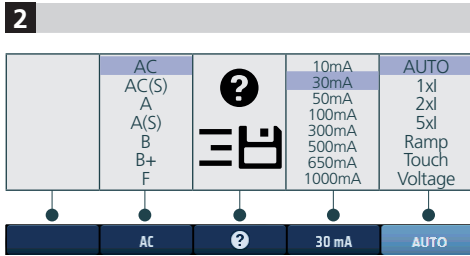 2
AC
AC(S)
A
A(S)
B
B+
F
?
10mA
30mA
50mA
100mA
300mA
500mA
650mA
1000mA
AUTO
1xI
2xI
5xI
Ramp
Touch
Voltage
AC
?
30 mA
AUTO